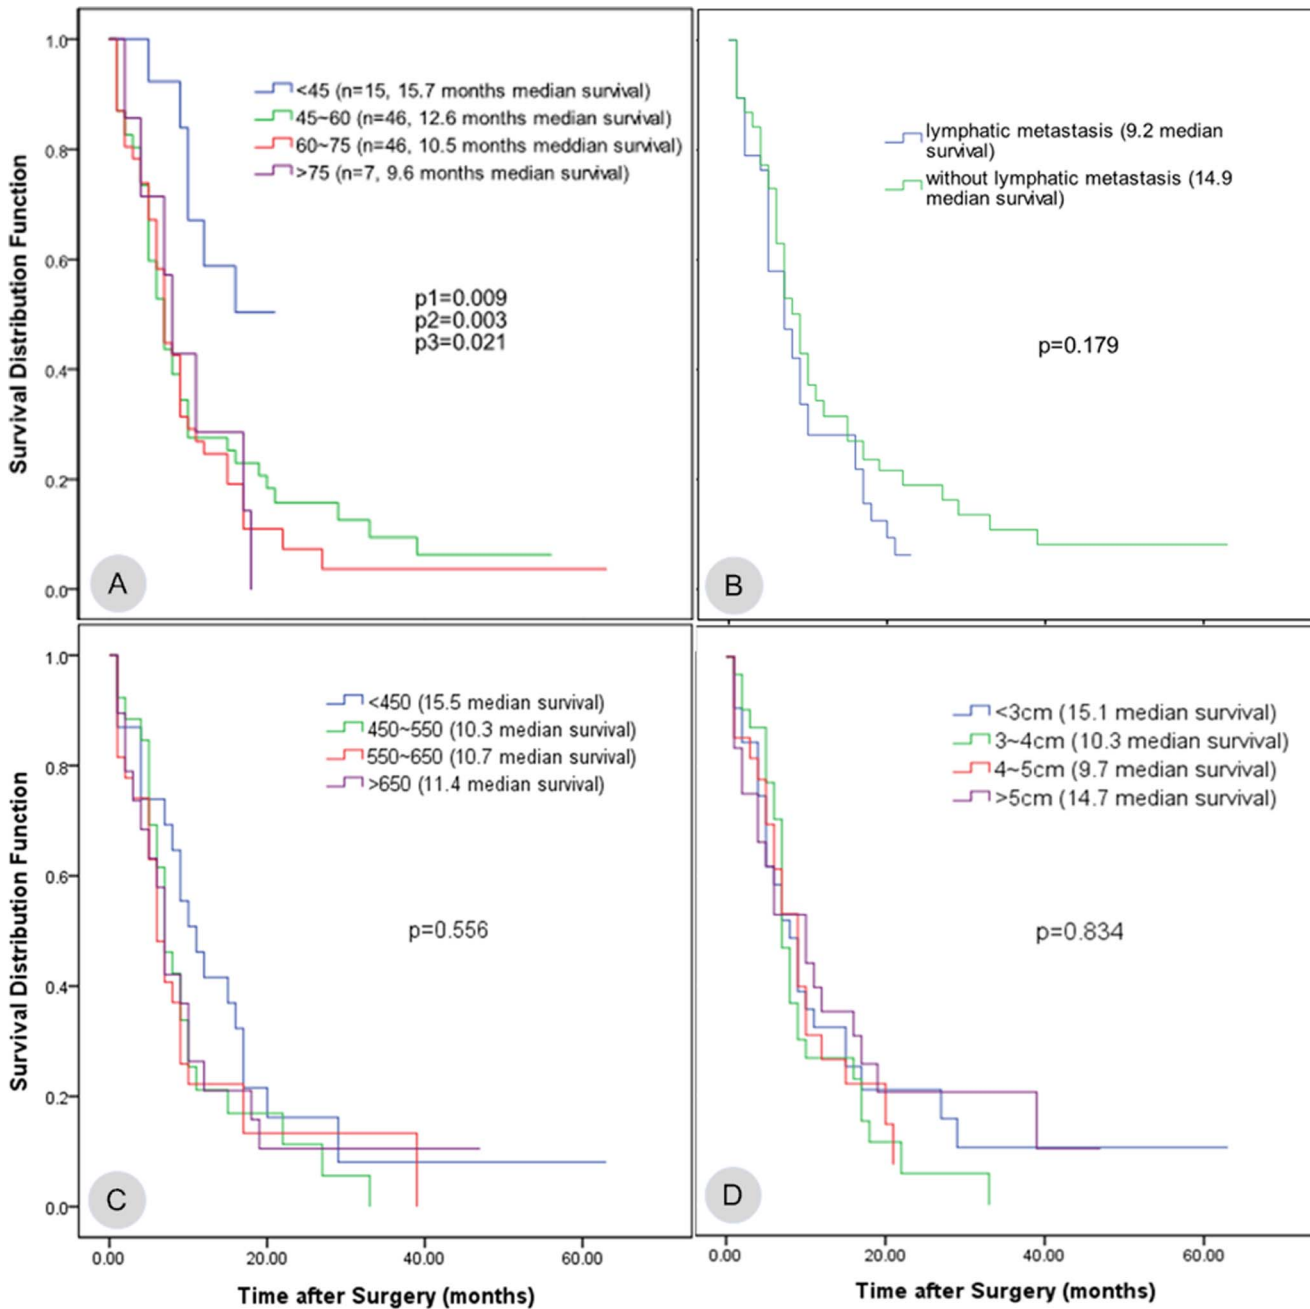 Survival Distribution Function
1.0
0.8
0.6
0.4
0.2
0.0
<45 (n=15, 15.7 months median survival)
45~60 (n=46, 12.6 months median survival)
60~75 (n=46, 10.5 months meddian survival)
>75 (n=7, 9.6 months median survival)
p1=0.009
p2=0.003
p3=0.021
A
lymphatic metastasis (9.2 median
survival)
without lymphatic metastasis (14.9
median survival)
p=0.179
B
Survival Distribution Function
1.0
0.8
0.6
0.4
0.2
0.0
<450 (15.5 median survival)
450~550 (10.3 median survival)
550~650 (10.7 median survival)
>650 (11.4 median survival)
p=0.556
C
0.00 20.00 40.00 60.00
Time after Surgery (months)
<3cm (15.1 median survival)
3~4cm (10.3 median survival)
4~5cm (9.7 median survival)
>5cm (14.7 median survival)
p=0.834
D
0.00 20.00 40.00 60.00
Time after Surgery (months)